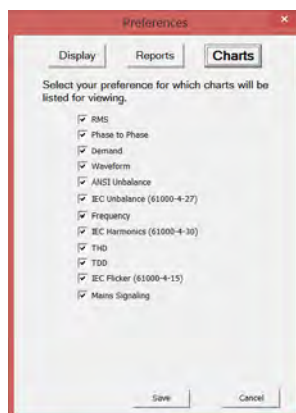 Preferences
Display Reports Charts
Select your preference for which charts will be
listed for viewing.
RMS
Phase to Phase
Demand
Waveform
ANSI Unbalance
IEC Unbalance (61000-4-27)
Frequency
IEC Harmonics (61000-4-30)
THD
TDD
IEC Flicker (61000-4-15)
Mains Signaling
Save Cancel